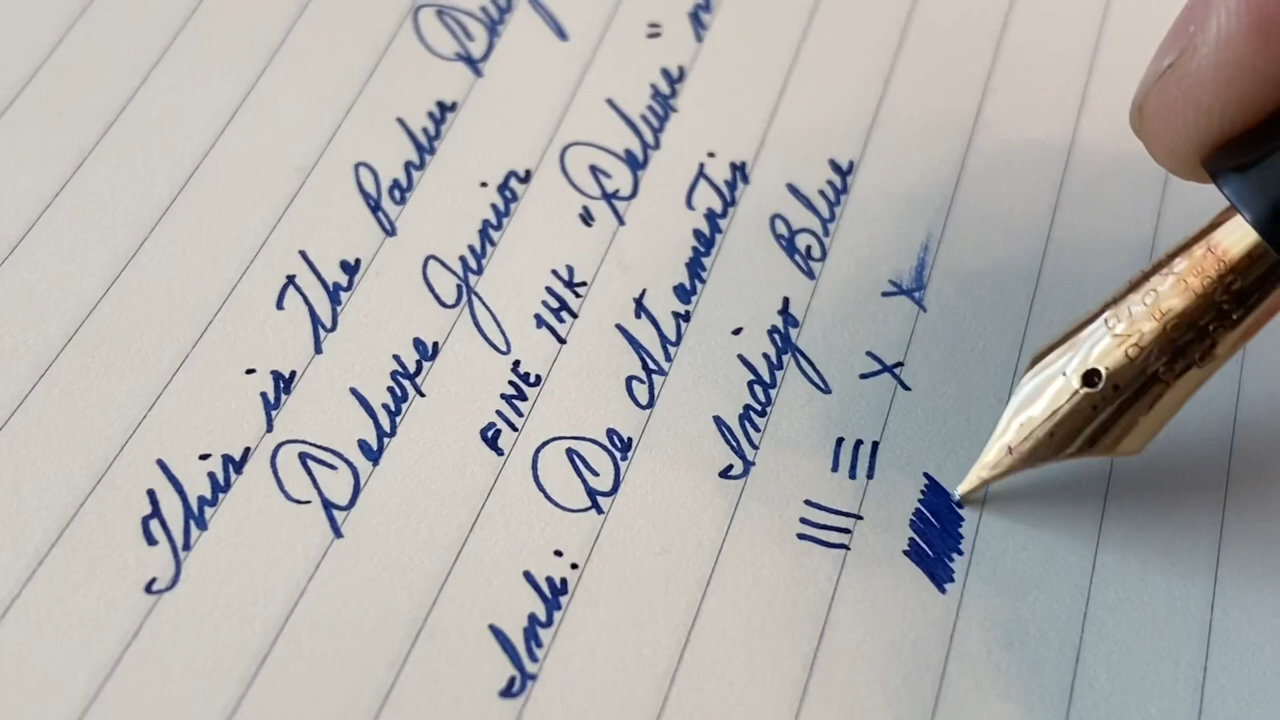 This is the Parker
Deluxe Junior
FINE 14K "Deluxe"
Ink: De Atramentis
Indigo Blue
||| ☰ x x